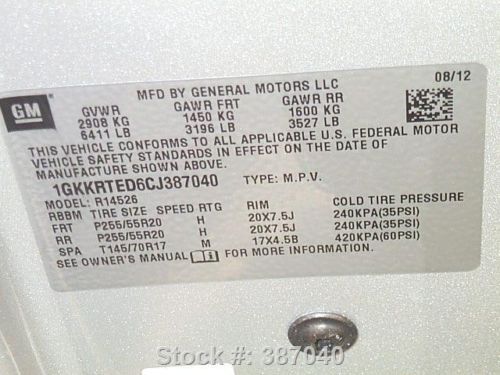 MFD BY GENERAL MOTORS LLC 08/12
GM
GVWR GAWR FRT GAWR RR
2908 KG 1450 KG 1600 KG
6411 LB 3196 LB 3527 LB
THIS VEHICLE CONFORMS TO ALL APPLICABLE U.S. FEDERAL MOTOR
VEHICLE SAFETY STANDARDS IN EFFECT ON THE DATE OF
MANUFACTURE SHOWN ABOVE.
1GKKRTED6CJ387040 TYPE: M.P.V.
MODEL: R14526
RBBM TIRE SIZE SPEED RTG RIM COLD TIRE PRESSURE
FRT P255/55R20 H 20X7.5J 240KPA(35PSI)
RR P255/55R20 H 20X7.5J 240KPA(35PSI)
SPA T145/70R17 M 17X4.5B 420KPA(60PSI)
SEE OWNER'S MANUAL FOR MORE INFORMATION.
Stock #: 387040